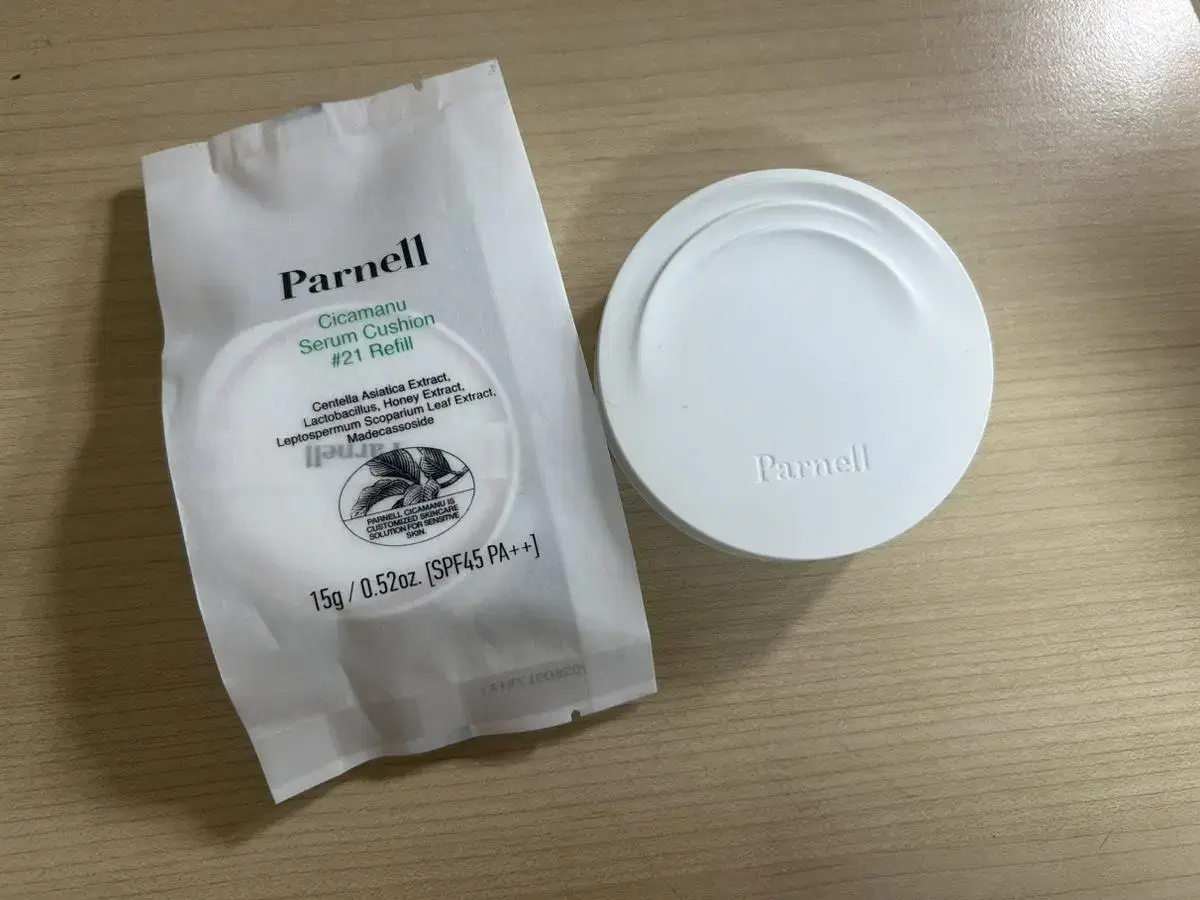 Parnell
Cicamanu
Serum Cushion
#21 Refill
Centella Asiatica Extract,
Lactobacillus, Honey Extract,
Leptospermum Scoparium Leaf Extract.
Madecassoside
Parnell
PARNELL CICAMANU IS
CUSTOMIZED SKINCARE
SOLUTION FOR SENSITIVE
SKIN.
15g / 0.52oz. [SPF45 PA++]
Parnell